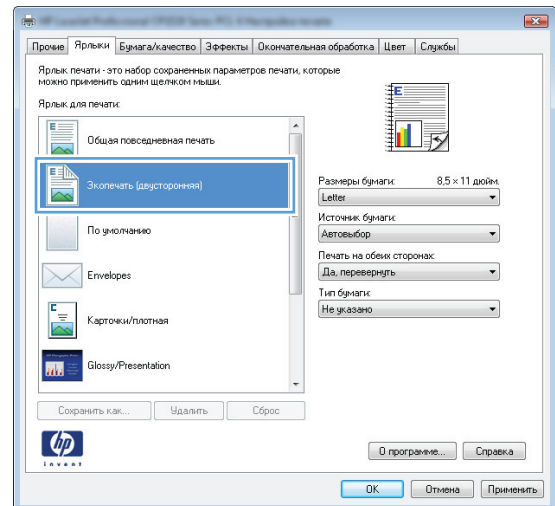 Прочие Ярлыки Бумага/качество Эффекты Окончательная обработка Цвет Службы
Ярлык печати - это набор сохраненных параметров печати, которые
можно применить одним щелчком мыши.
Ярлык для печати:
Общая повседневная печать
Экопечать (двусторонняя)
По умолчанию
Envelopes
Карточки/плотная
Glossy/Presentation
Сохранить как... Удалить Сброс
E
Размеры бумаги: 8,5 × 11 дюйм.
Letter
Источник бумаги:
Автовыбор
Печать на обеих сторонах:
Да, перевернуть
Тип бумаги:
Не указано
hp
invent
О программе... Справка
OK Отмена Применить